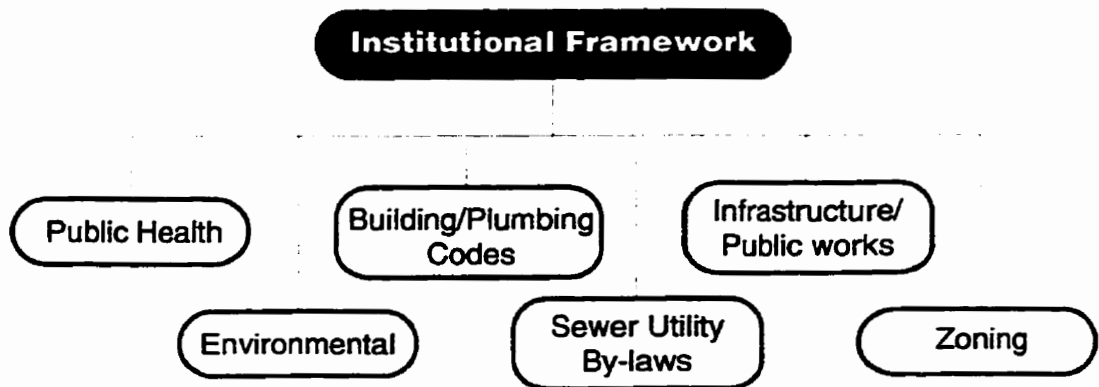 Institutional Framework
Public Health
Building/Plumbing
Codes
Infrastructure/
Public works
Environmental
Sewer Utility
By-laws
Zoning